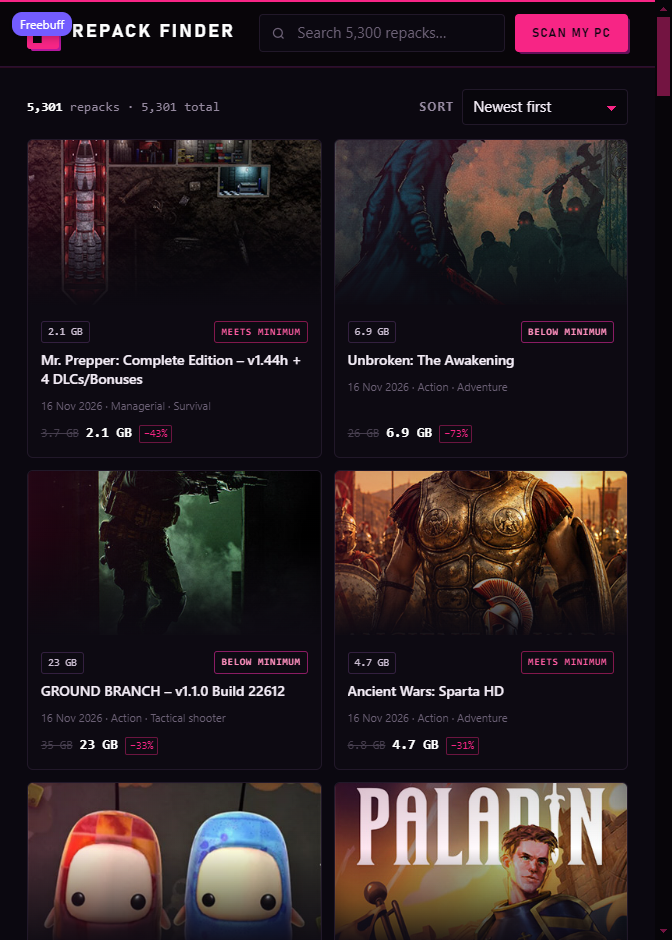 Freebuff
REPACK FINDER
Search 5,300 repacks...
SCAN MY PC
5,301 repacks · 5,301 total
SORT
Newest first
2.1 GB
MEETS MINIMUM
Mr. Prepper: Complete Edition – v1.44h +
4 DLCs/Bonuses
16 Nov 2026 · Managerial · Survival
3.7 GB 2.1 GB -43%
6.9 GB
BELOW MINIMUM
Unbroken: The Awakening
16 Nov 2026 · Action · Adventure
26 GB 6.9 GB -73%
23 GB
BELOW MINIMUM
GROUND BRANCH – v1.1.0 Build 22612
16 Nov 2026 · Action · Tactical shooter
35 GB 23 GB -33%
4.7 GB
MEETS MINIMUM
Ancient Wars: Sparta HD
16 Nov 2026 · Action · Adventure
6.8 GB 4.7 GB -31%
PALADIN